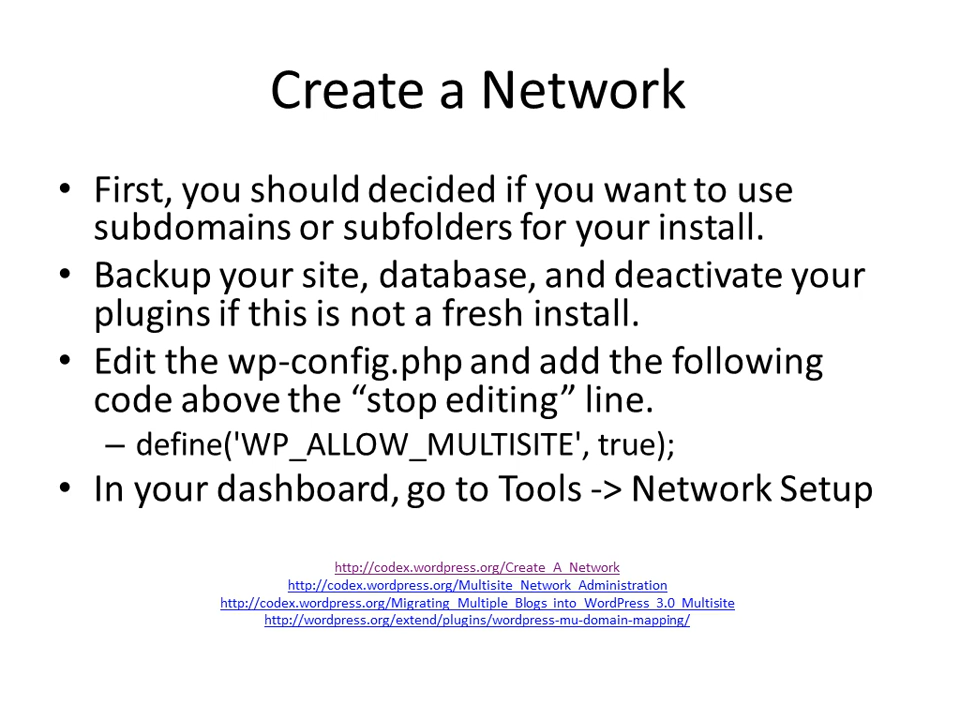 Create a Network
• First, you should decided if you want to use
subdomains or subfolders for your install.
• Backup your site, database, and deactivate your
plugins if this is not a fresh install.
• Edit the wp-config.php and add the following
code above the “stop editing” line.
– define('WP_ALLOW_MULTISITE', true);
• In your dashboard, go to Tools -> Network Setup
http://codex.wordpress.org/Create_A_Network
http://codex.wordpress.org/Multisite_Network_Administration
http://codex.wordpress.org/Migrating_Multiple_Blogs_into_WordPress_3.0_Multisite
http://wordpress.org/extend/plugins/wordpress-mu-domain-mapping/